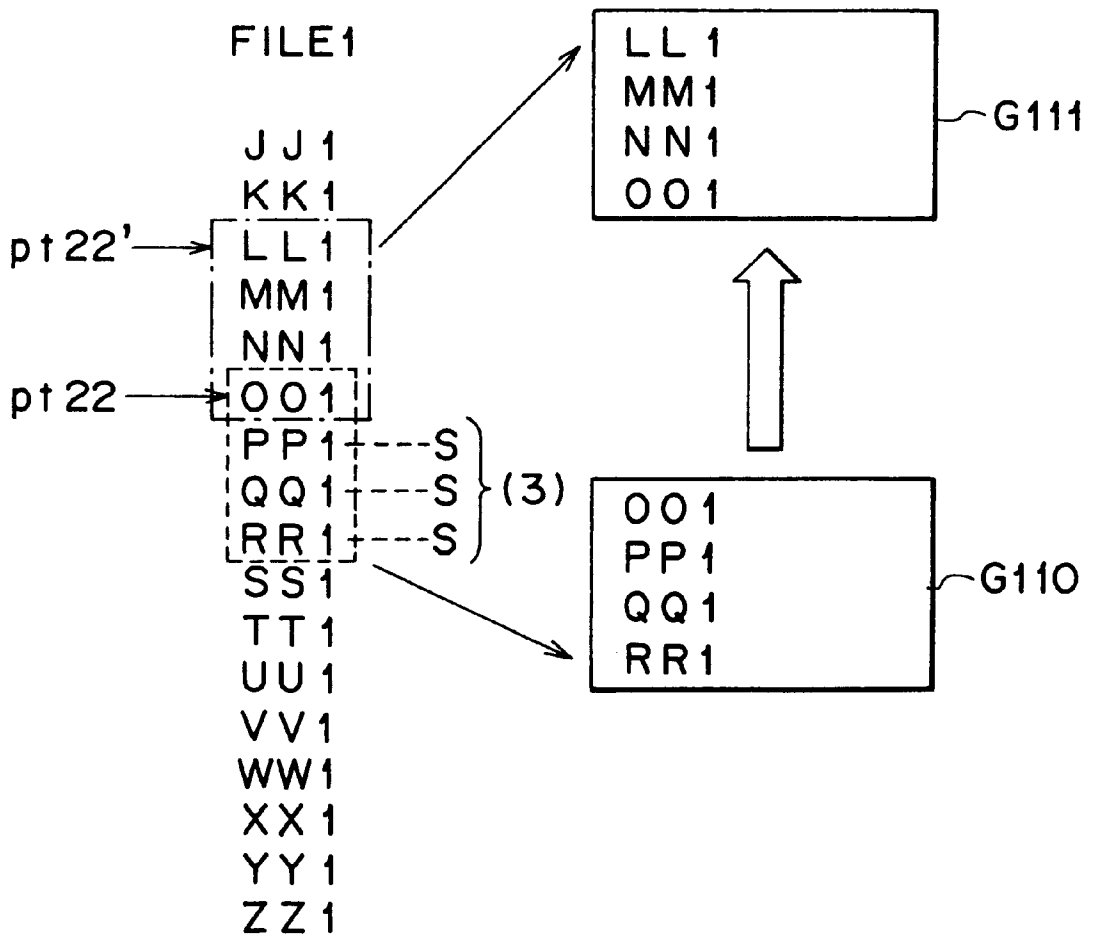 FILE1
JJ1
KK1
pt22' LL1
MM1
NN1
pt22 OO1
PP1 S
QQ1 S (3)
RR1 S
SS1
TT1
UU1
VV1
WW1
XX1
YY1
ZZ1
LL1
MM1
NN1
OO1
G111
OO1
PP1
QQ1
RR1
G110